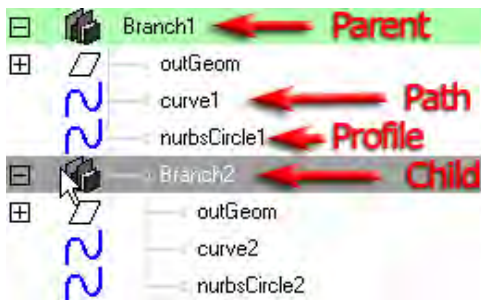 Branch1 Parent
outGeom
curve1 Path
nurbsCircle1 Profile
Branch2 Child
outGeom
curve2
nurbsCircle2